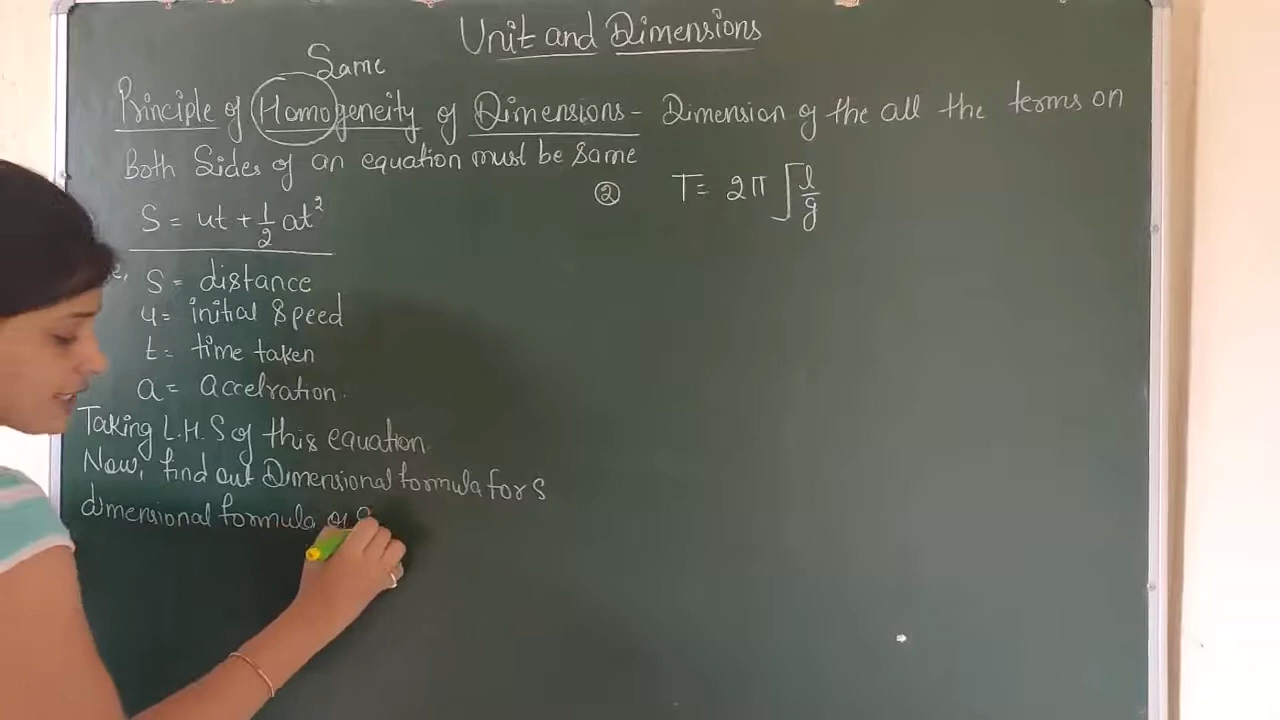 Unit and Dimensions
Same
Principle of Homogeneity of Dimensions - Dimension of the all the terms on
Both Sides of an equation must be Same
S = ut + 1/2 at²
② T = 2π √l/g
S = distance
u = initial Speed
t = time taken
a = accelration.
Taking L.H.S of this equation.
Now, find out Dimensional formula for S
dimensional formula of